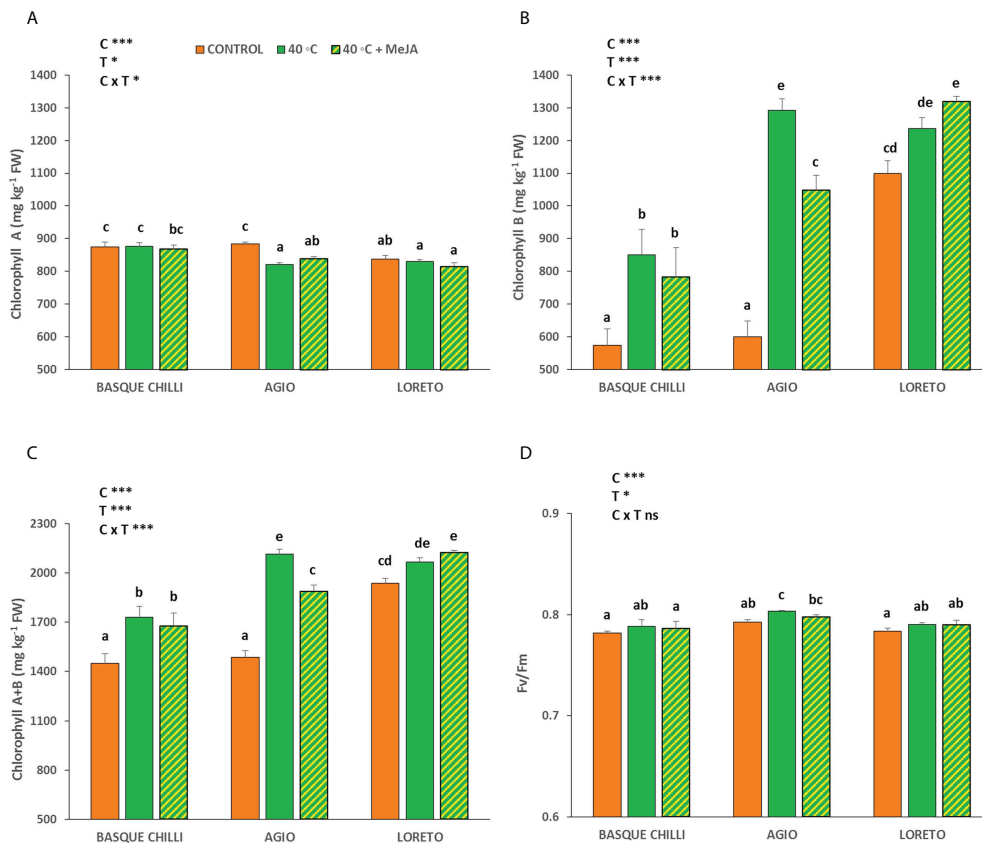 A
C ***
T *
C x T *
CONTROL 40 ºC 40 ºC + MeJA
Chlorophyll A (mg kg⁻¹ FW)
1400
1300
1200
1100
1000
900
800
700
600
500
c c bc
c a ab
ab a a
BASQUE CHILLI AGIO LORETO
B
C ***
T ***
C x T ***
Chlorophyll B (mg kg⁻¹ FW)
1400
1300
1200
1100
1000
900
800
700
600
500
a b b
a e c
cd de e
BASQUE CHILLI AGIO LORETO
C
C ***
T ***
C x T ***
Chlorophyll A+B (mg kg⁻¹ FW)
2300
2000
1700
1400
1100
800
500
a b b
a e c
cd de e
BASQUE CHILLI AGIO LORETO
D
C ***
T *
C x T ns
Fv/Fm
0.9
0.8
0.7
0.6
a ab a
ab c bc
a ab ab
BASQUE CHILLI AGIO LORETO